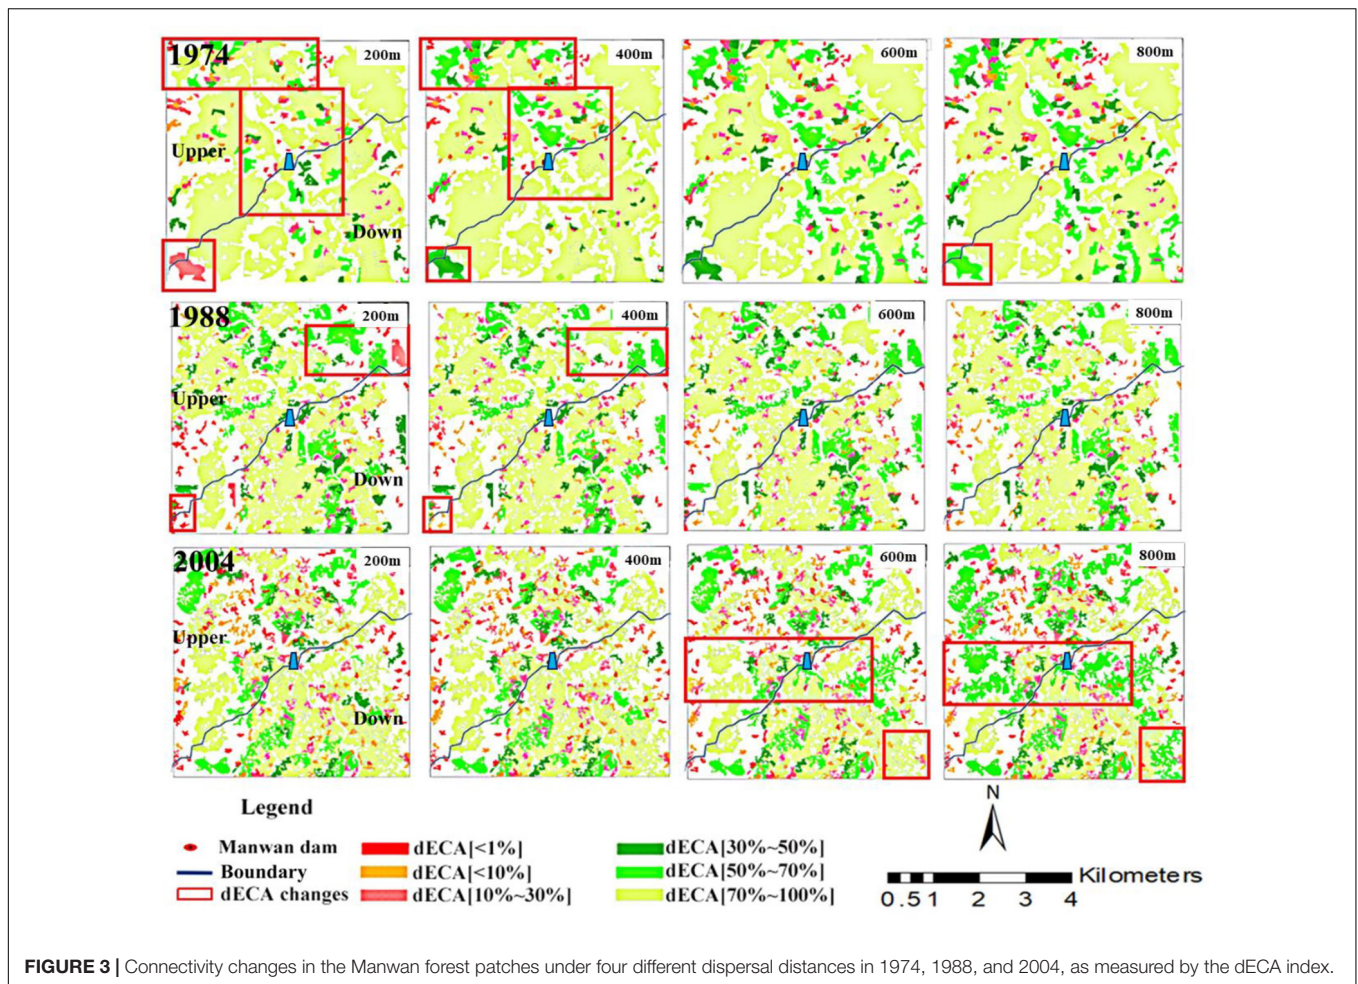 1974
200m
400m
600m
800m
Upper
Down
1988
200m
400m
600m
800m
Upper
Down
2004
200m
400m
600m
800m
Upper
Down
Legend
Manwan dam
dECA[<1%]
dECA[30%~50%]
Boundary
dECA[<10%]
dECA[50%~70%]
dECA changes
dECA[10%~30%]
dECA[70%~100%]
N
Kilometers
0 .5 1 2 3 4
FIGURE 3 | Connectivity changes in the Manwan forest patches under four different dispersal distances in 1974, 1988, and 2004, as measured by the dECA index.